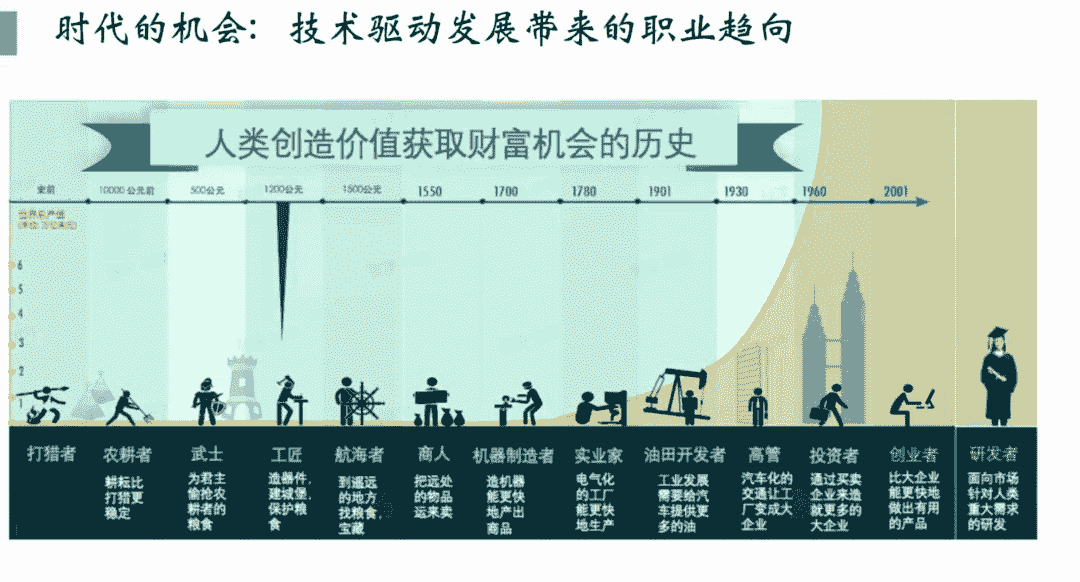 时代的机会：技术驱动发展带来的职业趋向
人类创造价值获取财富机会的历史
史前
10000 公元前
500公元
1200公元
1500公元
1550
1700
1780
1901
1930
1960
2001
世界总产值
6
5
4
3
2
1
打猎者
农耕者
耕耘比
打猎更
稳定
武士
为君主
偷抢农
耕者的
粮食
工匠
造器件，
建城堡，
保护粮
食
航海者
到遥远
的地方
找粮食，
宝藏
商人
把远处
的物品
运来卖
机器制造者
造机器
能更快
地产出
商品
实业家
电气化
的工厂
能更快
地生产
油田开发者
工业发展
需要给汽
车提供更
多的油
高管
汽车化的
交通让工
厂变成大
企业
投资者
通过买卖
企业来造
就更多的
大企业
创业者
比大企业
能更快地
做出有用
的产品
研发者
面向市场
针对人类
重大需求
的研发